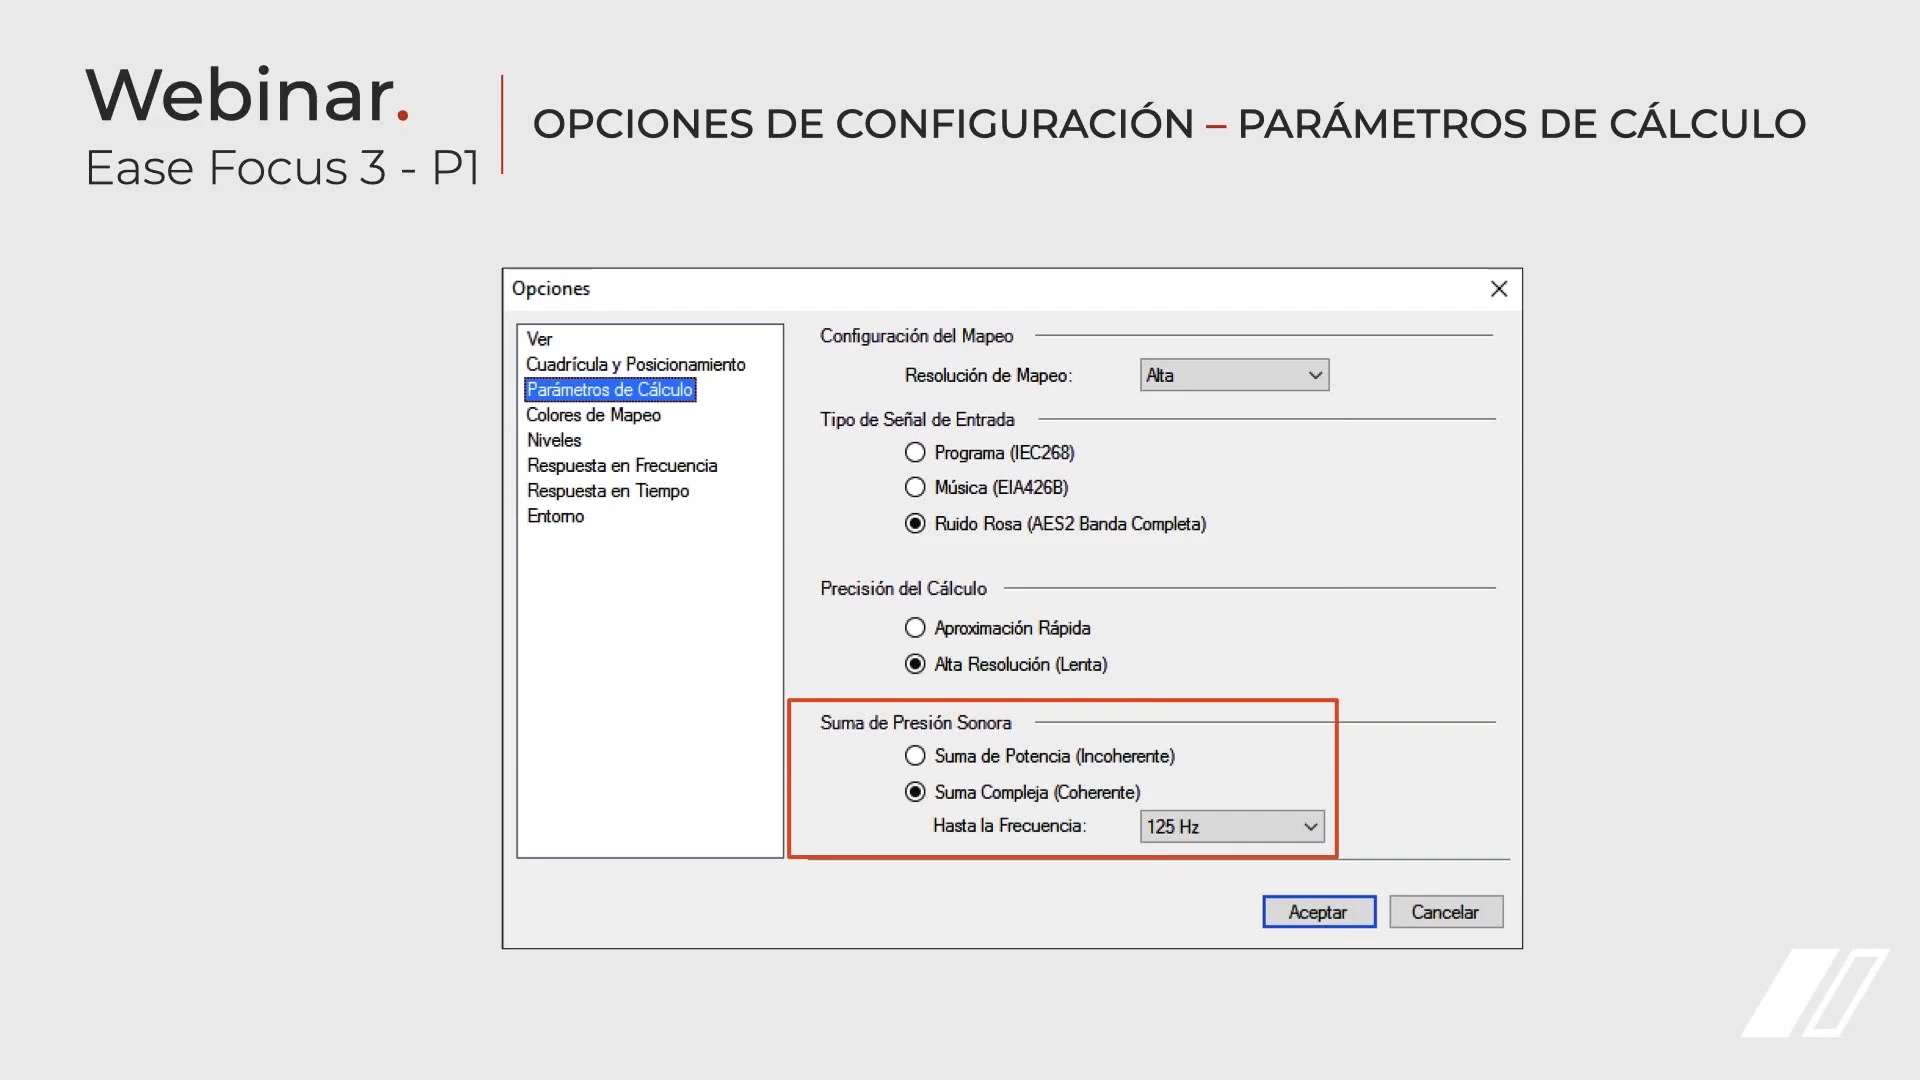 Webinar.
Ease Focus 3 - P1
OPCIONES DE CONFIGURACIÓN – PARÁMETROS DE CÁLCULO
Opciones
Ver
Cuadrícula y Posicionamiento
Parámetros de Cálculo
Colores de Mapeo
Niveles
Respuesta en Frecuencia
Respuesta en Tiempo
Entorno
Configuración del Mapeo
Resolución de Mapeo: Alta
Tipo de Señal de Entrada
Programa (IEC268)
Música (EIA426B)
Ruido Rosa (AES2 Banda Completa)
Precisión del Cálculo
Aproximación Rápida
Alta Resolución (Lenta)
Suma de Presión Sonora
Suma de Potencia (Incoherente)
Suma Compleja (Coherente)
Hasta la Frecuencia: 125 Hz
Aceptar Cancelar